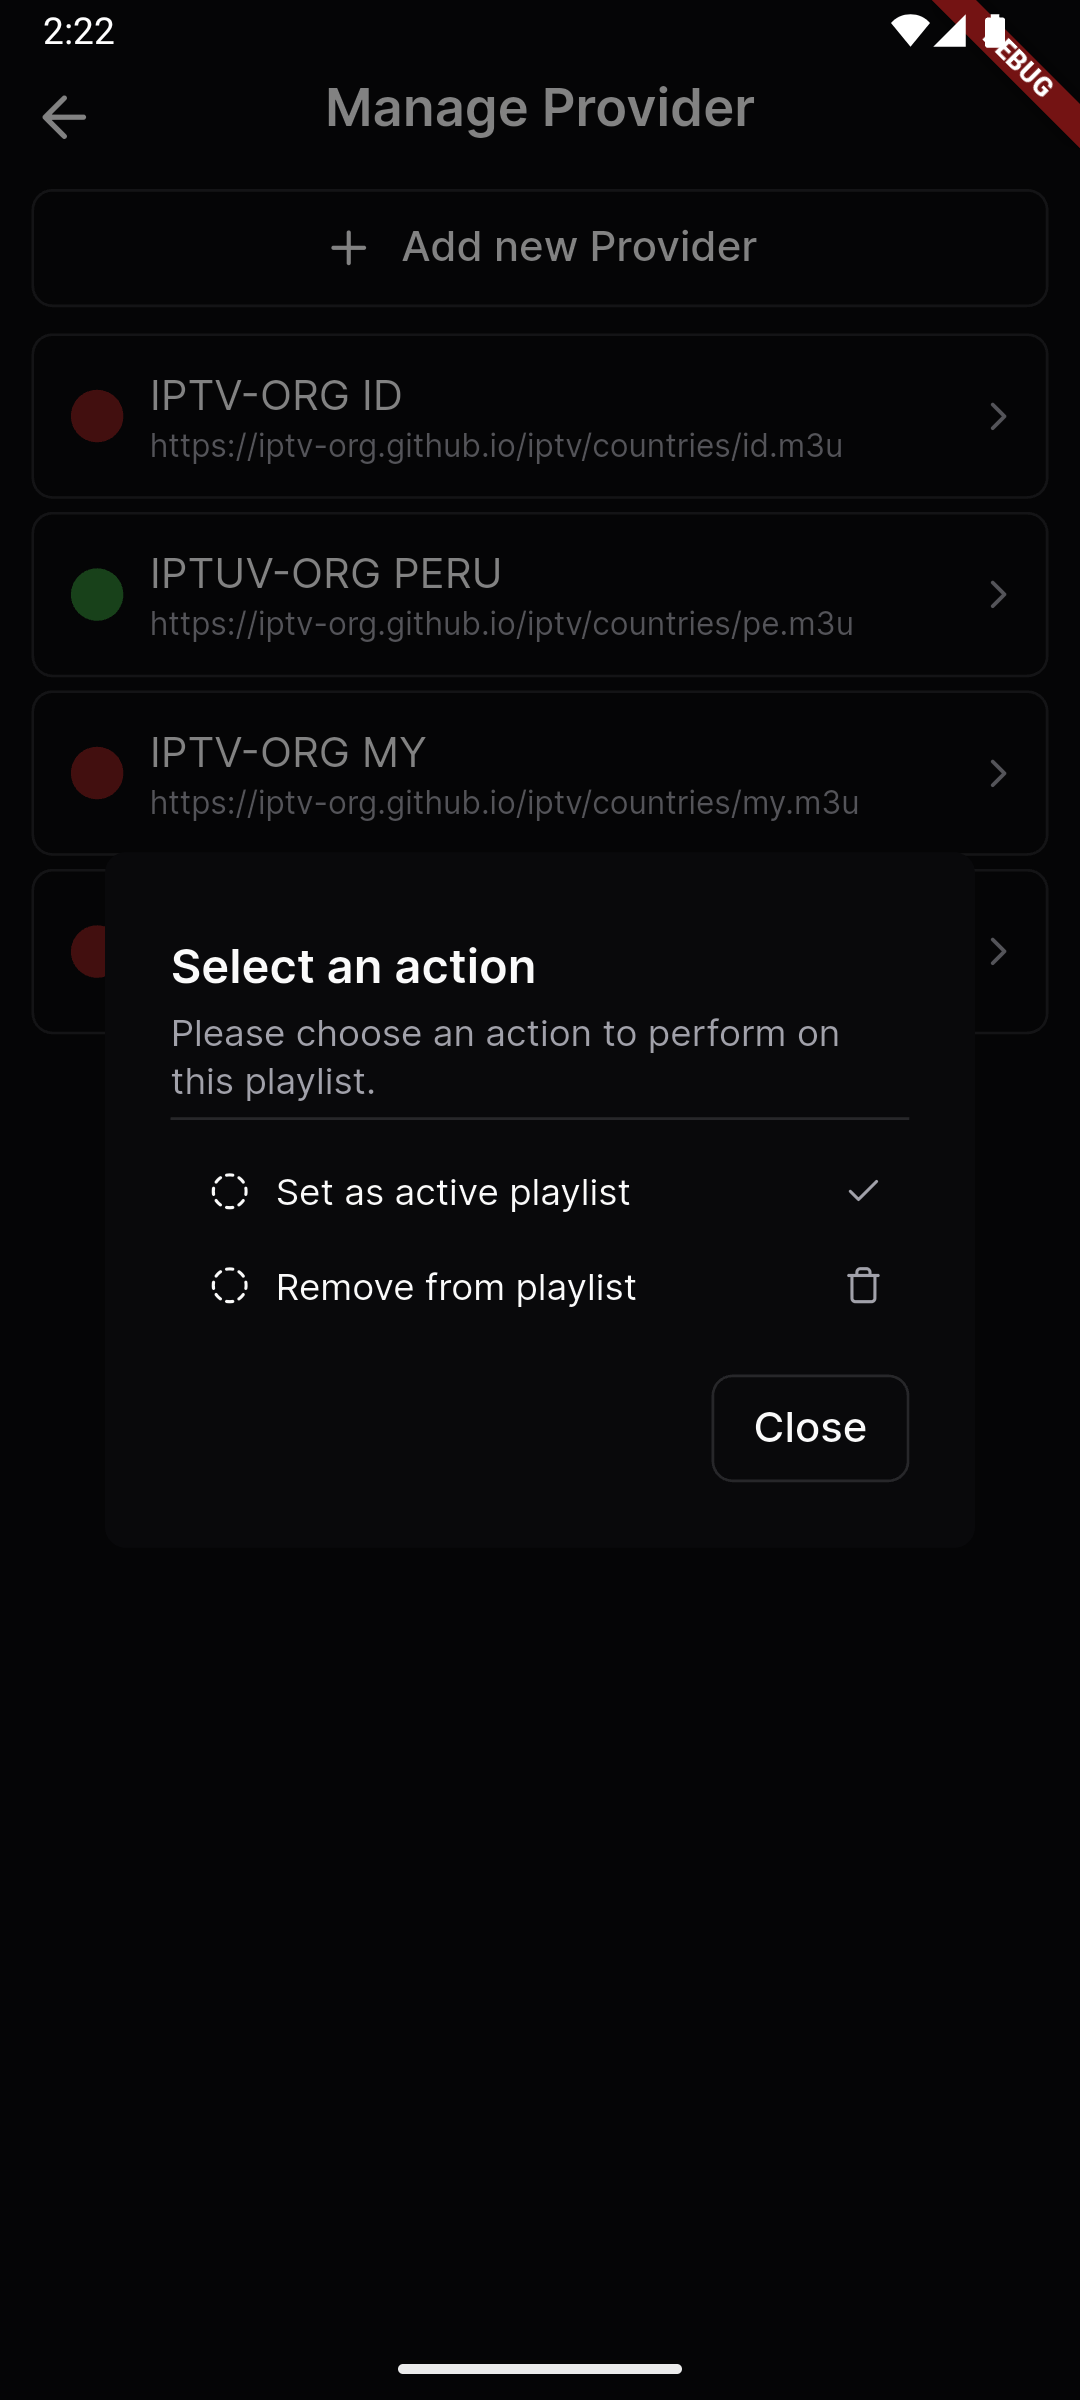 2:22
DEBUG
Manage Provider
Add new Provider
IPTV-ORG ID
https://iptv-org.github.io/iptv/countries/id.m3u
IPTUV-ORG PERU
https://iptv-org.github.io/iptv/countries/pe.m3u
IPTV-ORG MY
https://iptv-org.github.io/iptv/countries/my.m3u
Select an action
Please choose an action to perform on
this playlist.
Set as active playlist
Remove from playlist
Close